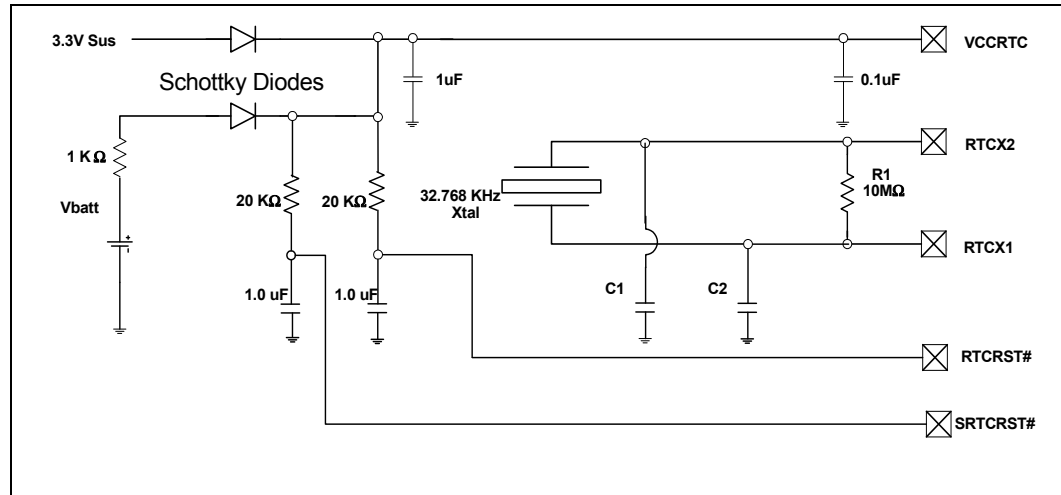 3.3V Sus
VCCRTC
1uF
0.1uF
Schottky Diodes
RTCX2
1 KΩ
R1
10MΩ
20 KΩ
20 KΩ
32.768 KHz
Xtal
Vbatt
+
-
RTCX1
1.0 uF
1.0 uF
C1
C2
RTCRST#
SRTCRST#